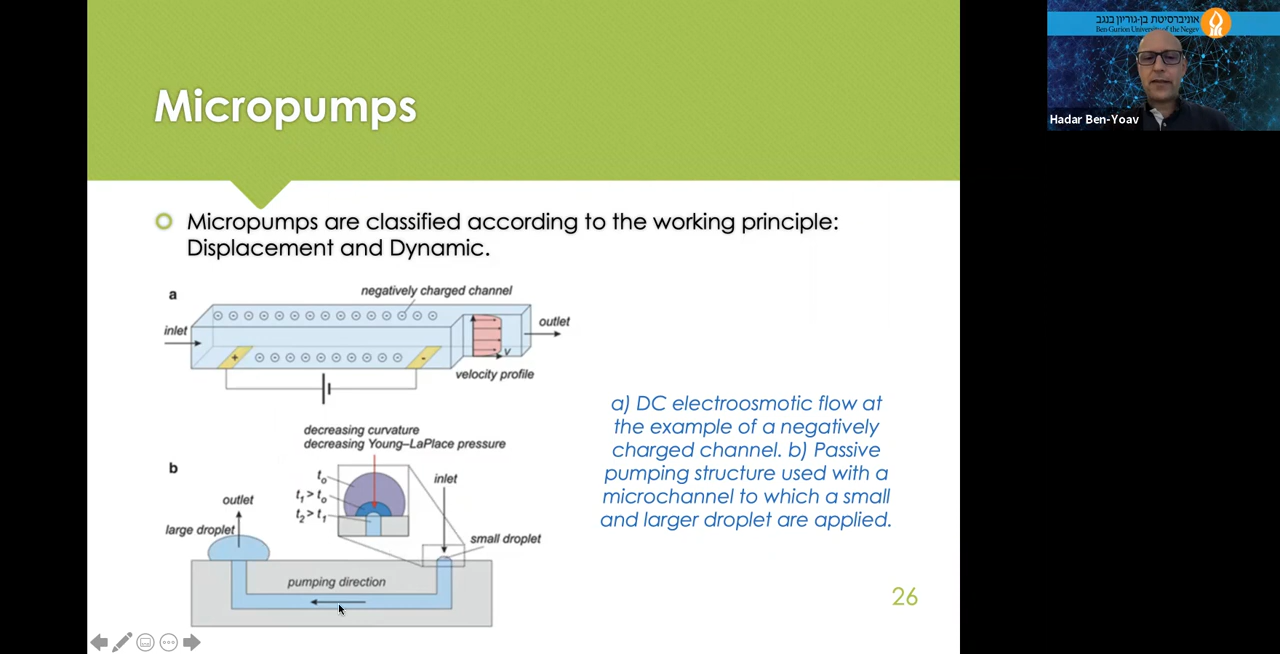 Micropumps
Micropumps are classified according to the working principle:
Displacement and Dynamic.
a
negatively charged channel
inlet
outlet
+
-
v
velocity profile
decreasing curvature
decreasing Young–LaPlace pressure
b
t₀
t₁ > t₀
t₂ > t₁
inlet
outlet
large droplet
small droplet
pumping direction
a) DC electroosmotic flow at
the example of a negatively
charged channel. b) Passive
pumping structure used with a
microchannel to which a small
and larger droplet are applied.
26
אוניברסיטת בן-גוריון בנגב
Ben-Gurion University of the Negev
Hadar Ben-Yoav